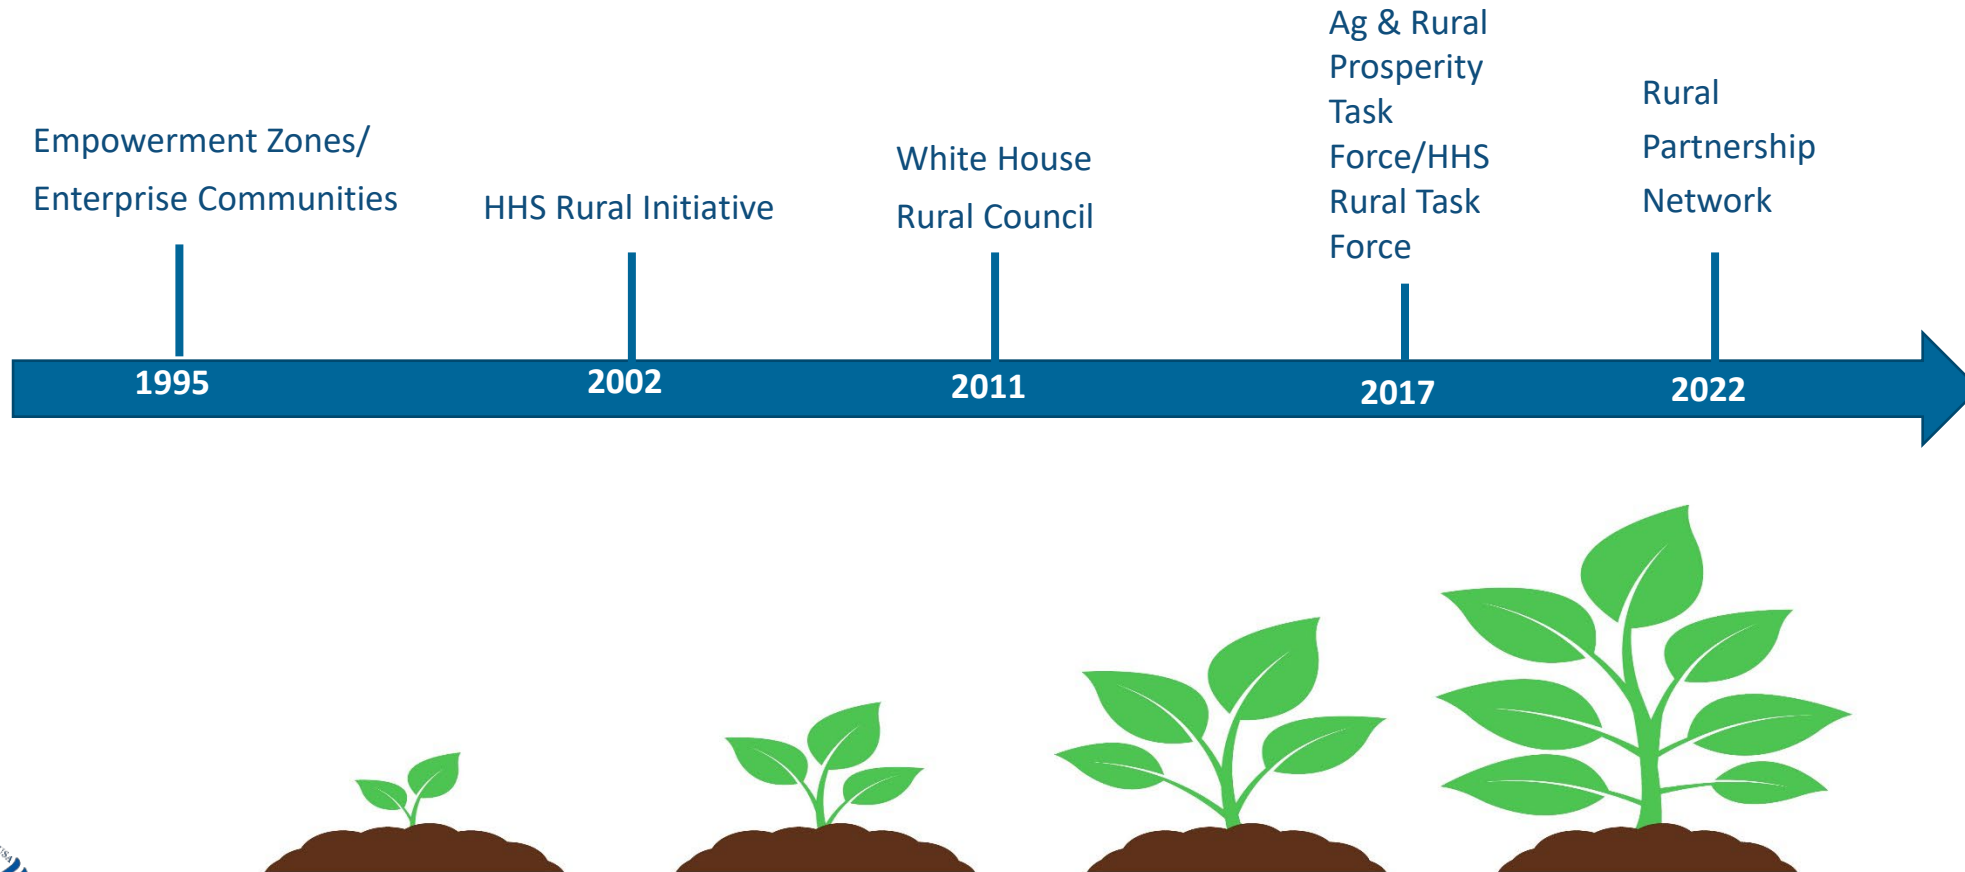 Empowerment Zones/
Enterprise Communities
HHS Rural Initiative
White House
Rural Council
Ag & Rural
Prosperity
Task
Force/HHS
Rural Task
Force
Rural
Partnership
Network
1995
2002
2011
2017
2022
USA